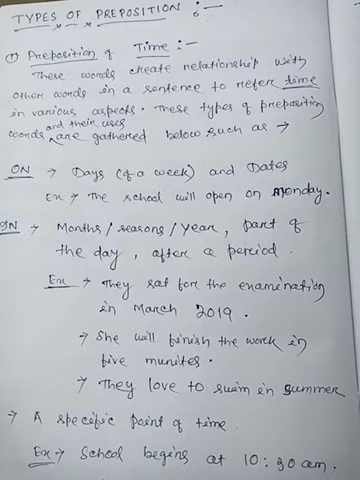 TYPES OF PREPOSITION :-
① Preposition of Time :-
These words create relationship with
other words in a sentence to refer time
in various aspects. These types of preposition
words and their uses are gathered below such as →
ON → Days (of a week) and Dates
Ex → The school will open on Monday.
IN → Months/seasons/Year, part of
the day, after a period.
Ex → They sat for the examination
in March 2019.
→ She will finish the work in
five munites.
→ They love to swim in summer
→ A specific point of time
Ex → School begins at 10:30 am.